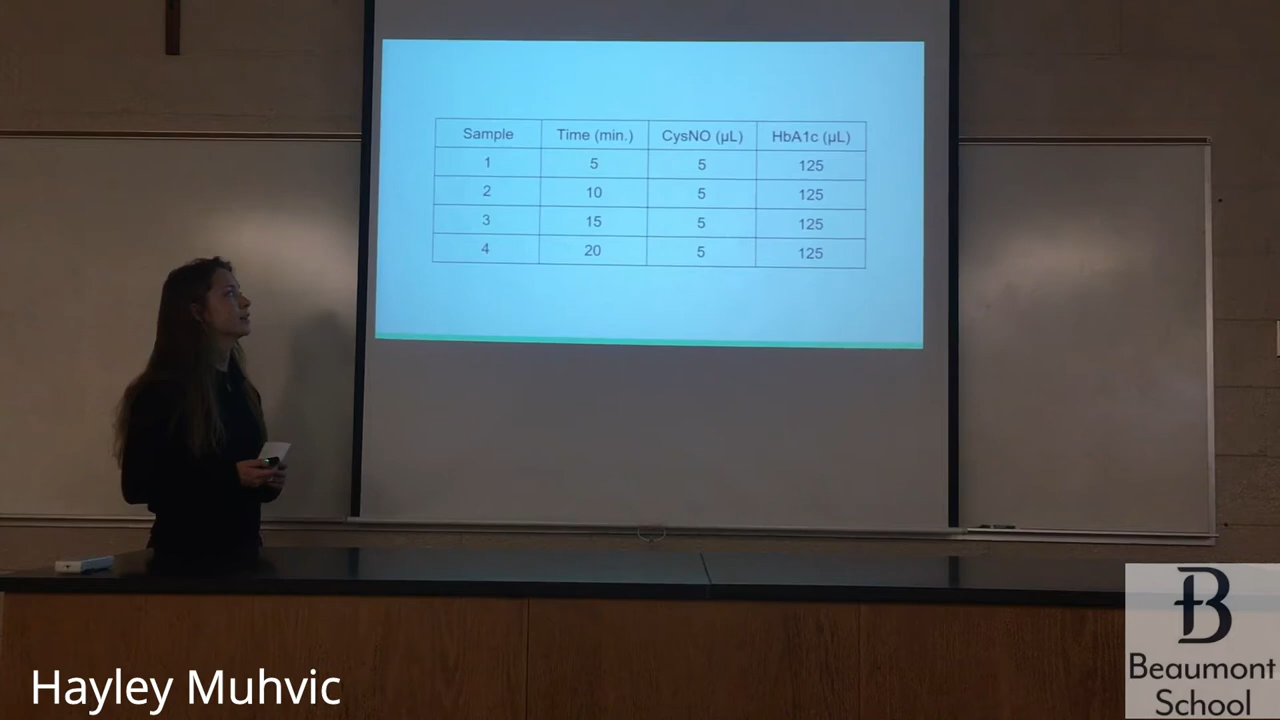 Sample Time (min.) CysNO (µL) HbA1c (µL)
1 5 5 125
2 10 5 125
3 15 5 125
4 20 5 125
Hayley Muhvic
B
Beaumont
School